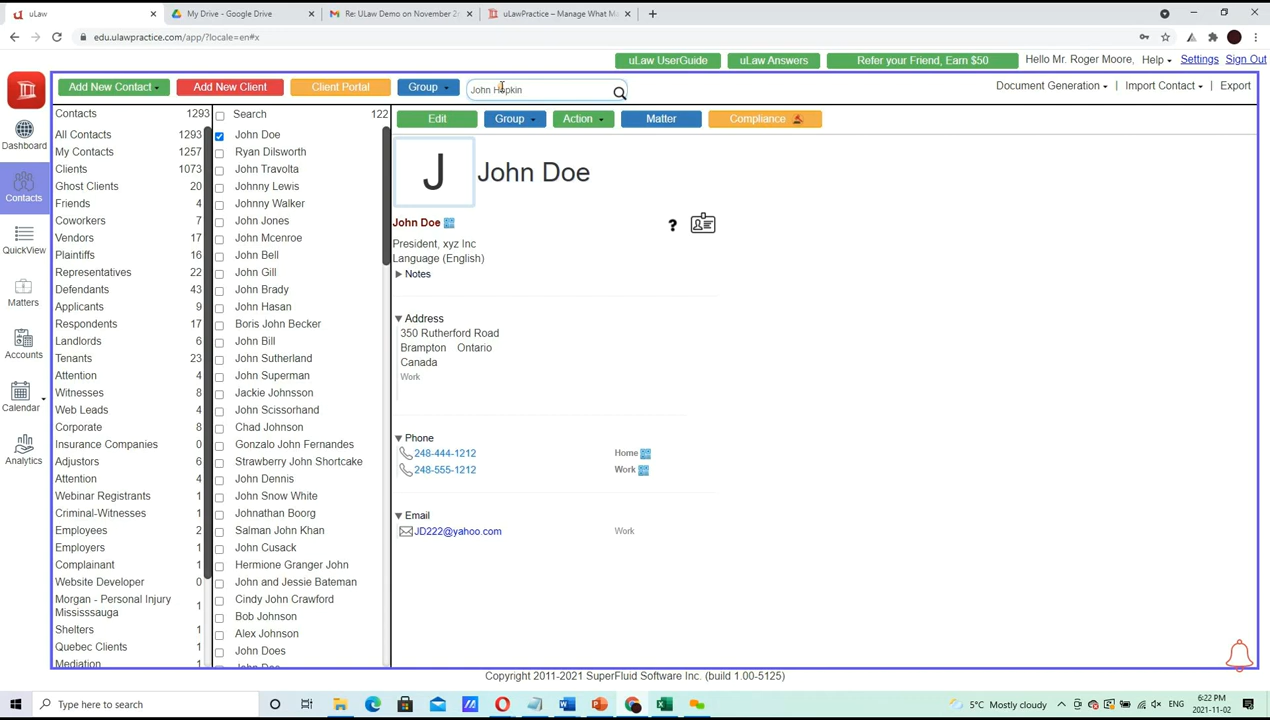 uLaw
My Drive - Google Drive
Re: ULaw Demo on November 2n
uLawPractice – Manage What Ma
edu.ulawpractice.com/app/?locale=en#x
uLaw UserGuide
uLaw Answers
Refer your Friend, Earn $50
Hello Mr. Roger Moore,
Help
Settings
Sign Out
Add New Contact
Add New Client
Client Portal
Group
John Hopkin
Document Generation
Import Contact
Export
Dashboard
Contacts
QuickView
Matters
Accounts
Calendar
Analytics
Contacts 1293
All Contacts 1293
My Contacts 1257
Clients 1073
Ghost Clients 20
Friends 4
Coworkers 7
Vendors 17
Plaintiffs 16
Representatives 22
Defendants 43
Applicants 9
Respondents 17
Landlords 6
Tenants 23
Attention 4
Witnesses 8
Web Leads 4
Corporate 8
Insurance Companies 0
Adjustors 6
Attention 4
Webinar Registrants 1
Criminal-Witnesses 1
Employees 2
Employers 1
Complainant 1
Website Developer 0
Morgan - Personal Injury
Mississsauga 1
Shelters 1
Quebec Clients 1
Mediation 1
Search 122
John Doe
Ryan Dilsworth
John Travolta
Johnny Lewis
Johnny Walker
John Jones
John Mcenroe
John Bell
John Gill
John Brady
John Hasan
Boris John Becker
John Bill
John Sutherland
John Superman
Jackie Johnsson
John Scissorhand
Chad Johnson
Gonzalo John Fernandes
Strawberry John Shortcake
John Dennis
John Snow White
Johnathan Boorg
Salman John Khan
John Cusack
Hermione Granger John
John and Jessie Bateman
Cindy John Crawford
Bob Johnson
Alex Johnson
John Does
Edit
Group
Action
Matter
Compliance
J
John Doe
John Doe
?
President, xyz Inc
Language (English)
Notes
Address
350 Rutherford Road
Brampton Ontario
Canada
Work
Phone
248-444-1212 Home
248-555-1212 Work
Email
JD222@yahoo.com Work
Copyright 2011-2021 SuperFluid Software Inc. (build 1.00-5125)
Type here to search
5°C Mostly cloudy
ENG
6:22 PM
2021-11-02